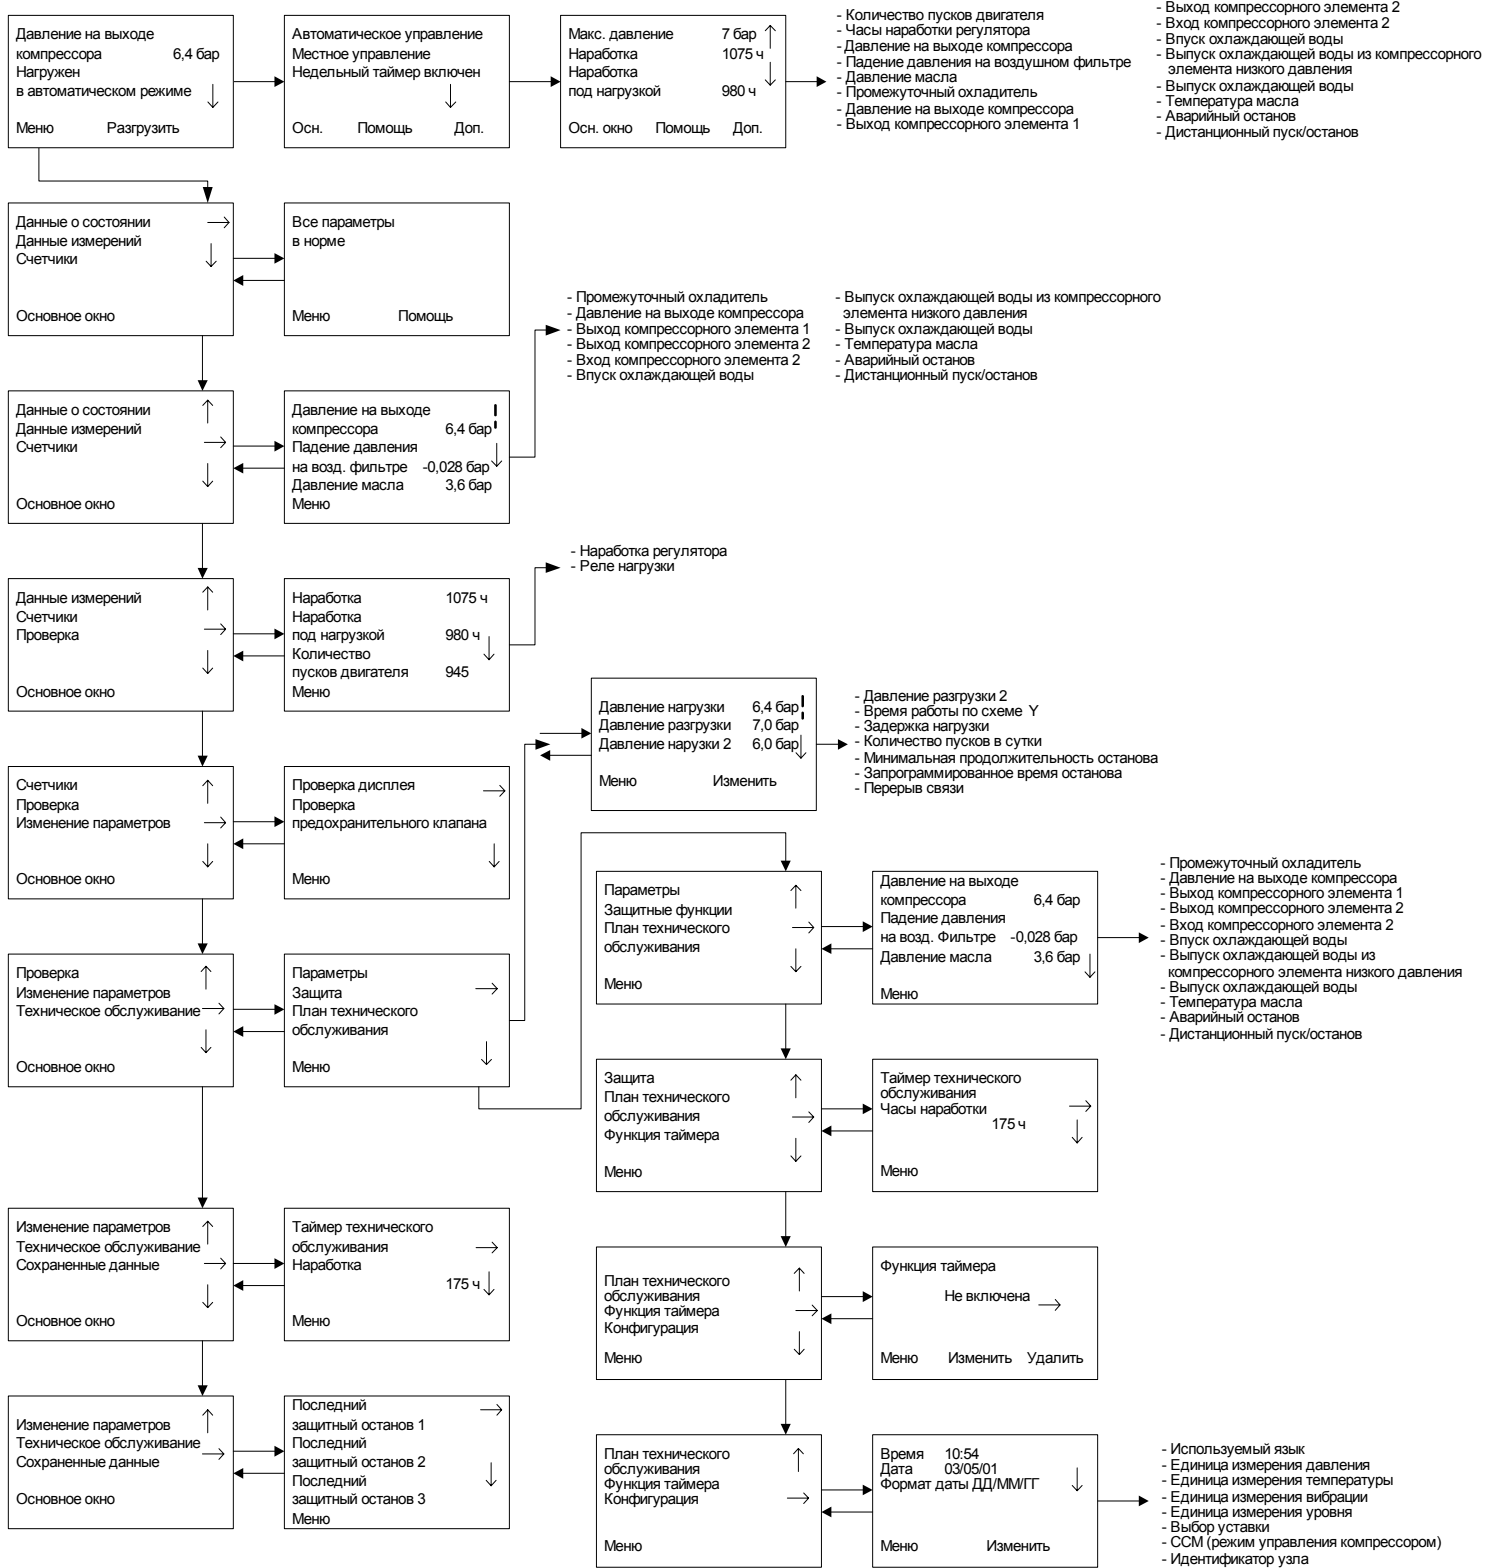 Давление на выходе
компрессора 6,4 бар
Нагружен
в автоматическом режиме
Меню Разгрузить
Автоматическое управление
Местное управление
Недельный таймер включен
Осн. Помощь Доп.
Макс. давление 7 бар
Наработка 1075 ч
Наработка
под нагрузкой 980 ч
Осн. окно Помощь Доп.
- Количество пусков двигателя
- Часы наработки регулятора
- Давление на выходе компрессора
- Падение давления на воздушном фильтре
- Давление масла
- Промежуточный охладитель
- Давление на выходе компрессора
- Выход компрессорного элемента 1
- Выход компрессорного элемента 2
- Вход компрессорного элемента 2
- Впуск охлаждающей воды
- Выпуск охлаждающей воды из компрессорного
элемента низкого давления
- Выпуск охлаждающей воды
- Температура масла
- Аварийный останов
- Дистанционный пуск/останов
Данные о состоянии
Данные измерений
Счетчики
Основное окно
Все параметры
в норме
Меню Помощь
Данные о состоянии
Данные измерений
Счетчики
Основное окно
Давление на выходе
компрессора 6,4 бар
Падение давления
на возд. фильтре -0,028 бар
Давление масла 3,6 бар
Меню
- Промежуточный охладитель
- Давление на выходе компрессора
- Выход компрессорного элемента 1
- Выход компрессорного элемента 2
- Вход компрессорного элемента 2
- Впуск охлаждающей воды
- Выпуск охлаждающей воды из компрессорного
элемента низкого давления
- Выпуск охлаждающей воды
- Температура масла
- Аварийный останов
- Дистанционный пуск/останов
Данные измерений
Счетчики
Проверка
Основное окно
Наработка 1075 ч
Наработка
под нагрузкой 980 ч
Количество
пусков двигателя 945
Меню
- Наработка регулятора
- Реле нагрузки
Счетчики
Проверка
Изменение параметров
Основное окно
Проверка дисплея
Проверка
предохранительного клапана
Меню
Давление нагрузки 6,4 бар
Давление разгрузки 7,0 бар
Давление нарузки 2 6,0 бар
Меню Изменить
- Давление разгрузки 2
- Время работы по схеме Y
- Задержка нагрузки
- Количество пусков в сутки
- Минимальная продолжительность останова
- Запрограммированное время останова
- Перерыв связи
Проверка
Изменение параметров
Техническое обслуживание
Основное окно
Параметры
Защита
План технического
обслуживания
Меню
Параметры
Защитные функции
План технического
обслуживания
Меню
Давление на выходе
компрессора 6,4 бар
Падение давления
на возд. Фильтре -0,028 бар
Давление масла 3,6 бар
Меню
- Промежуточный охладитель
- Давление на выходе компрессора
- Выход компрессорного элемента 1
- Выход компрессорного элемента 2
- Вход компрессорного элемента 2
- Впуск охлаждающей воды
- Выпуск охлаждающей воды из
компрессорного элемента низкого давления
- Выпуск охлаждающей воды
- Температура масла
- Аварийный останов
- Дистанционный пуск/останов
Защита
План технического
обслуживания
Функция таймера
Меню
Таймер технического
обслуживания
Часы наработки
175 ч
Меню
Изменение параметров
Техническое обслуживание
Сохраненные данные
Основное окно
Таймер технического
обслуживания
Наработка
175 ч
Меню
План технического
обслуживания
Функция таймера
Конфигурация
Меню
Функция таймера
Не включена
Меню Изменить Удалить
Изменение параметров
Техническое обслуживание
Сохраненные данные
Основное окно
Последний
защитный останов 1
Последний
защитный останов 2
Последний
защитный останов 3
Меню
План технического
обслуживания
Функция таймера
Конфигурация
Меню
Время 10:54
Дата 03/05/01
Формат даты ДД/ММ/ГГ
Меню Изменить
- Используемый язык
- Единица измерения давления
- Единица измерения температуры
- Единица измерения вибрации
- Единица измерения уровня
- Выбор уставки
- ССМ (режим управления компрессором)
- Идентификатор узла